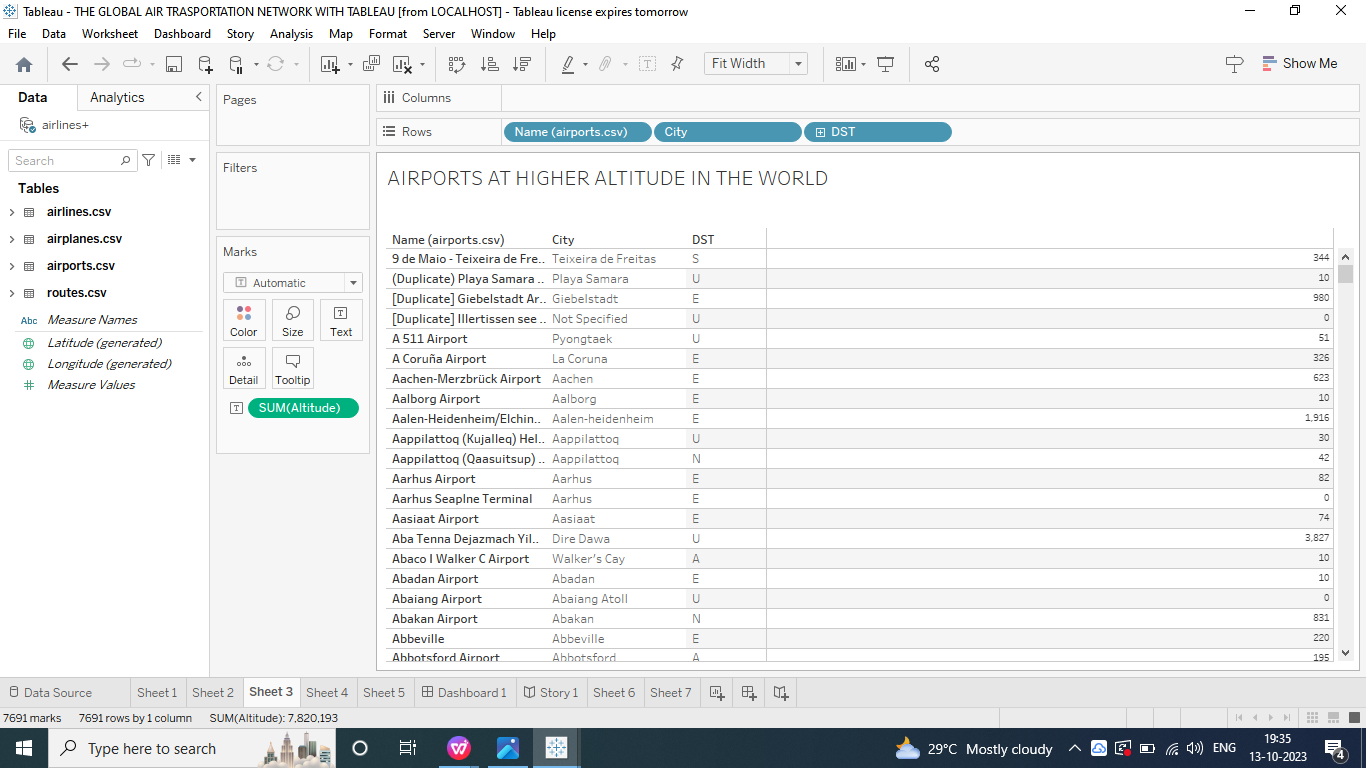 Tableau - THE GLOBAL AIR TRASPORTATION NETWORK WITH TABLEAU [from LOCALHOST] - Tableau license expires tomorrow
File Data Worksheet Dashboard Story Analysis Map Format Server Window Help
Fit Width Show Me
Data Analytics
airlines+
Search
Tables
airlines.csv
airplanes.csv
airports.csv
routes.csv
Abc Measure Names
Latitude (generated)
Longitude (generated)
Measure Values
Pages
Filters
Marks
Automatic
Color Size Text
Detail Tooltip
SUM(Altitude)
Columns
Rows Name (airports.csv) City DST
AIRPORTS AT HIGHER ALTITUDE IN THE WORLD
Name (airports.csv) City DST
9 de Maio - Teixeira de Fre.. Teixeira de Freitas S 344
(Duplicate) Playa Samara .. Playa Samara U 10
[Duplicate] Giebelstadt Ar.. Giebelstadt E 980
[Duplicate] Illertissen see .. Not Specified U 0
A 511 Airport Pyongtaek U 51
A Coruña Airport La Coruna E 326
Aachen-Merzbrück Airport Aachen E 623
Aalborg Airport Aalborg E 10
Aalen-Heidenheim/Elchin.. Aalen-heidenheim E 1,916
Aappilattoq (Kujalleq) Hel.. Aappilattoq U 30
Aappilattoq (Qaasuitsup) .. Aappilattoq N 42
Aarhus Airport Aarhus E 82
Aarhus Seaplne Terminal Aarhus E 0
Aasiaat Airport Aasiaat E 74
Aba Tenna Dejazmach Yil.. Dire Dawa U 3,827
Abaco I Walker C Airport Walker's Cay A 10
Abadan Airport Abadan E 10
Abaiang Airport Abaiang Atoll U 0
Abakan Airport Abakan N 831
Abbeville Abbeville E 220
Abbotsford Airport Abbotsford A 195
Data Source Sheet 1 Sheet 2 Sheet 3 Sheet 4 Sheet 5 Dashboard 1 Story 1 Sheet 6 Sheet 7
7691 marks 7691 rows by 1 column SUM(Altitude): 7,820,193
Type here to search 29°C Mostly cloudy ENG 19:35
13-10-2023 4